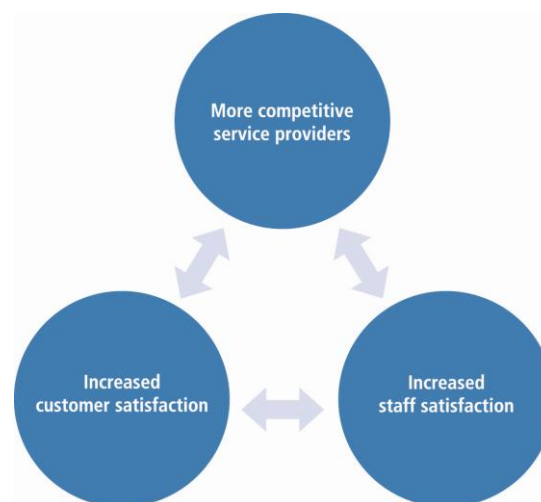 More competitive
service providers
Increased
customer satisfaction
Increased
staff satisfaction